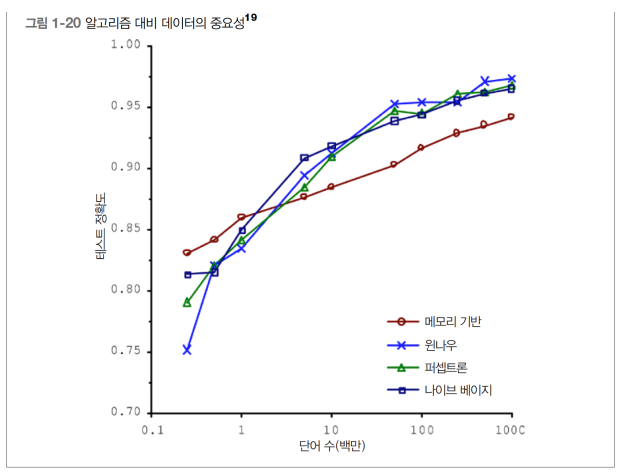 그림 1-20 알고리즘 대비 데이터의 중요성19
1.00
0.95
0.90
0.85
0.80
0.75
0.70
테스트 정확도
메모리 기반
윈나우
퍼셉트론
나이브 베이지
0.1 1 10 100 100C
단어 수(백만)